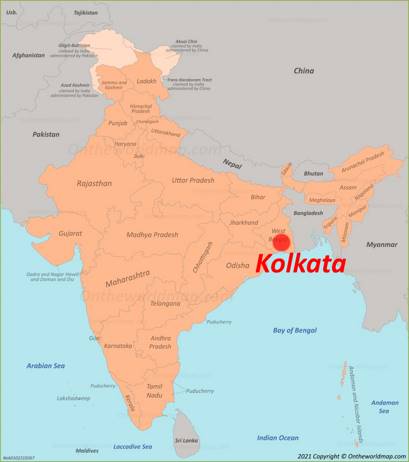 Uzb.
Tajikistan
Afghanistan
Gilgit-Baltistan
claimed by India
administered by Pakistan
Aksai Chin
claimed by India
administered by China
Azad Kashmir
claimed by India
administered by Pakistan
Jammu and
Kashmir
Ladakh
Trans-Karakoram Tract
claimed by India
administered by China
China
Himachal
Pradesh
Pakistan
Punjab
Chandigarh
Uttarakhand
Haryana
Delhi
Ontheworldmap.com
Nepal
Sikkim
Bhutan
Arunachal Pradesh
Rajasthan
Uttar Pradesh
Assam
Nagaland
Bihar
Meghalaya
Manipur
Bangladesh
Tripura
Mizoram
Gujarat
Madhya Pradesh
Jharkhand
West
Bengal
Myanmar
Chhattisgarh
Kolkata
Odisha
Dadra and Nagar Haveli
and Daman and Diu
Maharashtra
Telangana
Puducherry
Bay of Bengal
Goa
Karnataka
Andhra
Pradesh
Arabian Sea
Puducherry
Lakshadweep
Kerala
Tamil
Nadu
Puducherry
Andaman and Nicobar Islands
Andaman
Sea
Sri Lanka
Indian Ocean
Maldives
Laccadive Sea
2021 Copyright © Ontheworldmap.com